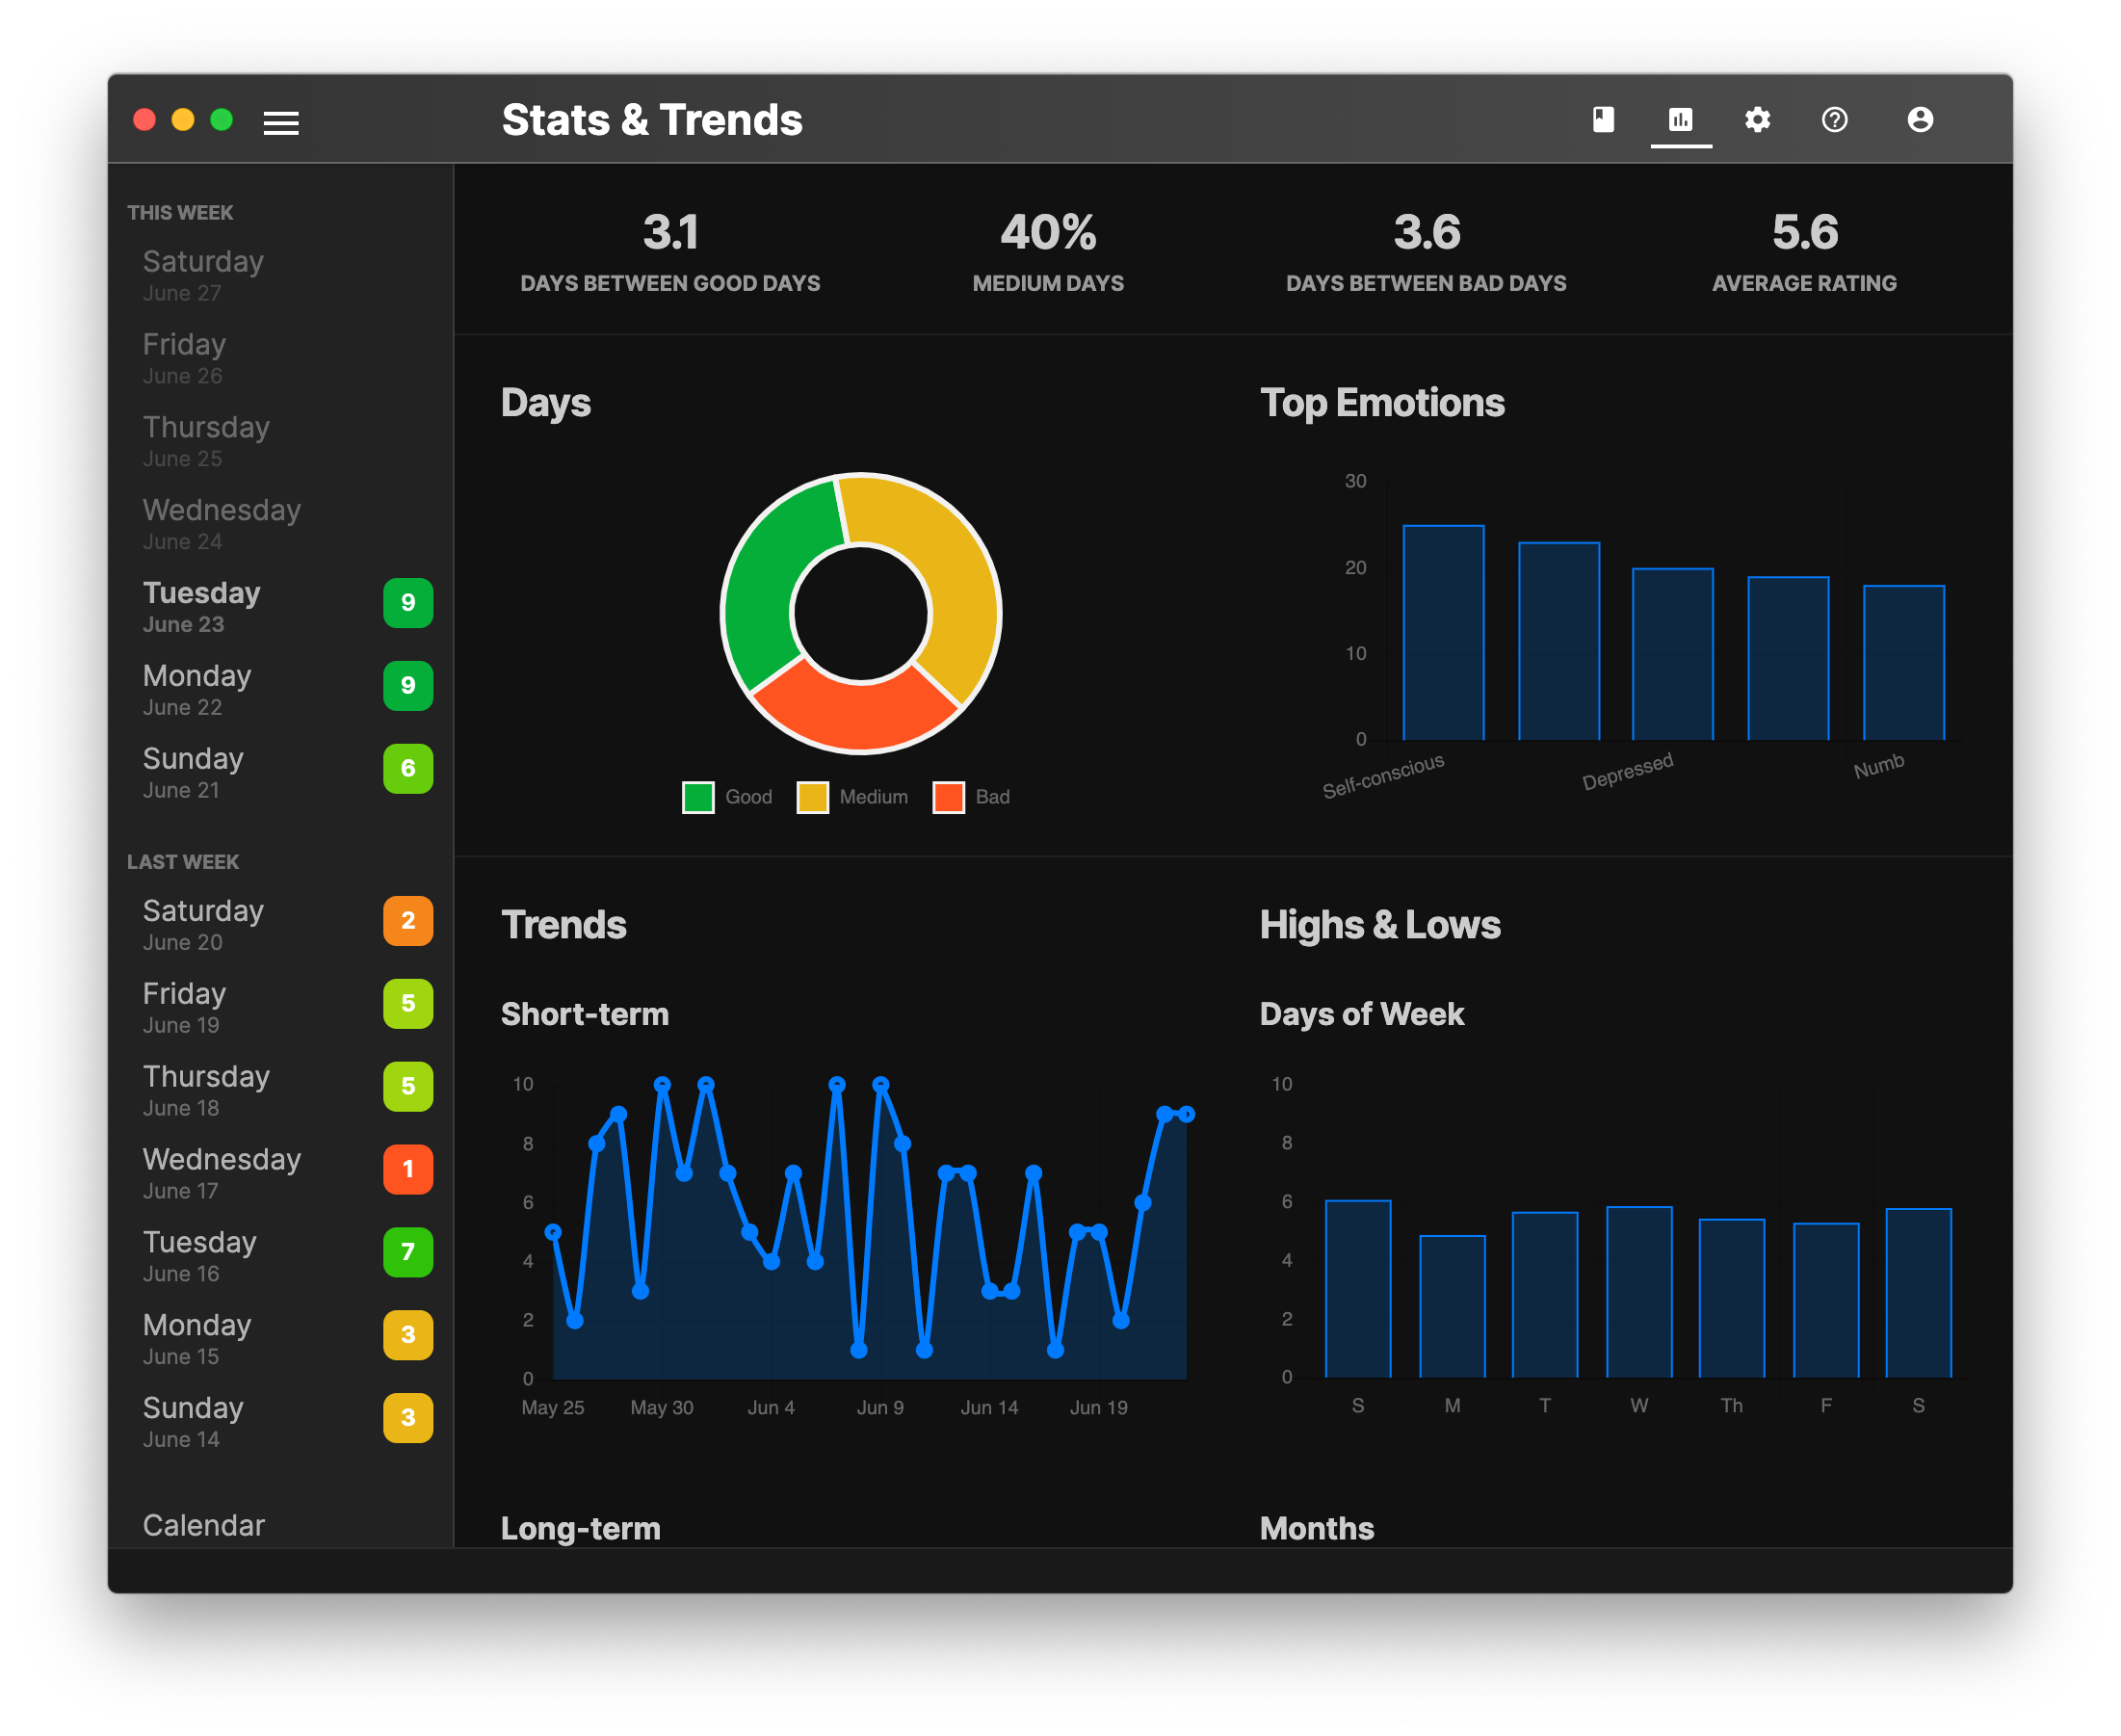 Stats & Trends
THIS WEEK
Saturday
June 27
Friday
June 26
Thursday
June 25
Wednesday
June 24
Tuesday
June 23
9
Monday
June 22
9
Sunday
June 21
6
LAST WEEK
Saturday
June 20
2
Friday
June 19
5
Thursday
June 18
5
Wednesday
June 17
1
Tuesday
June 16
7
Monday
June 15
3
Sunday
June 14
3
Calendar
3.1
DAYS BETWEEN GOOD DAYS
40%
MEDIUM DAYS
3.6
DAYS BETWEEN BAD DAYS
5.6
AVERAGE RATING
Days
Good
Medium
Bad
Top Emotions
30
20
10
0
Self-conscious
Depressed
Numb
Trends
Short-term
10
8
6
4
2
0
May 25
May 30
Jun 4
Jun 9
Jun 14
Jun 19
Highs & Lows
Days of Week
10
8
6
4
2
0
S
M
T
W
Th
F
S
Long-term
Months